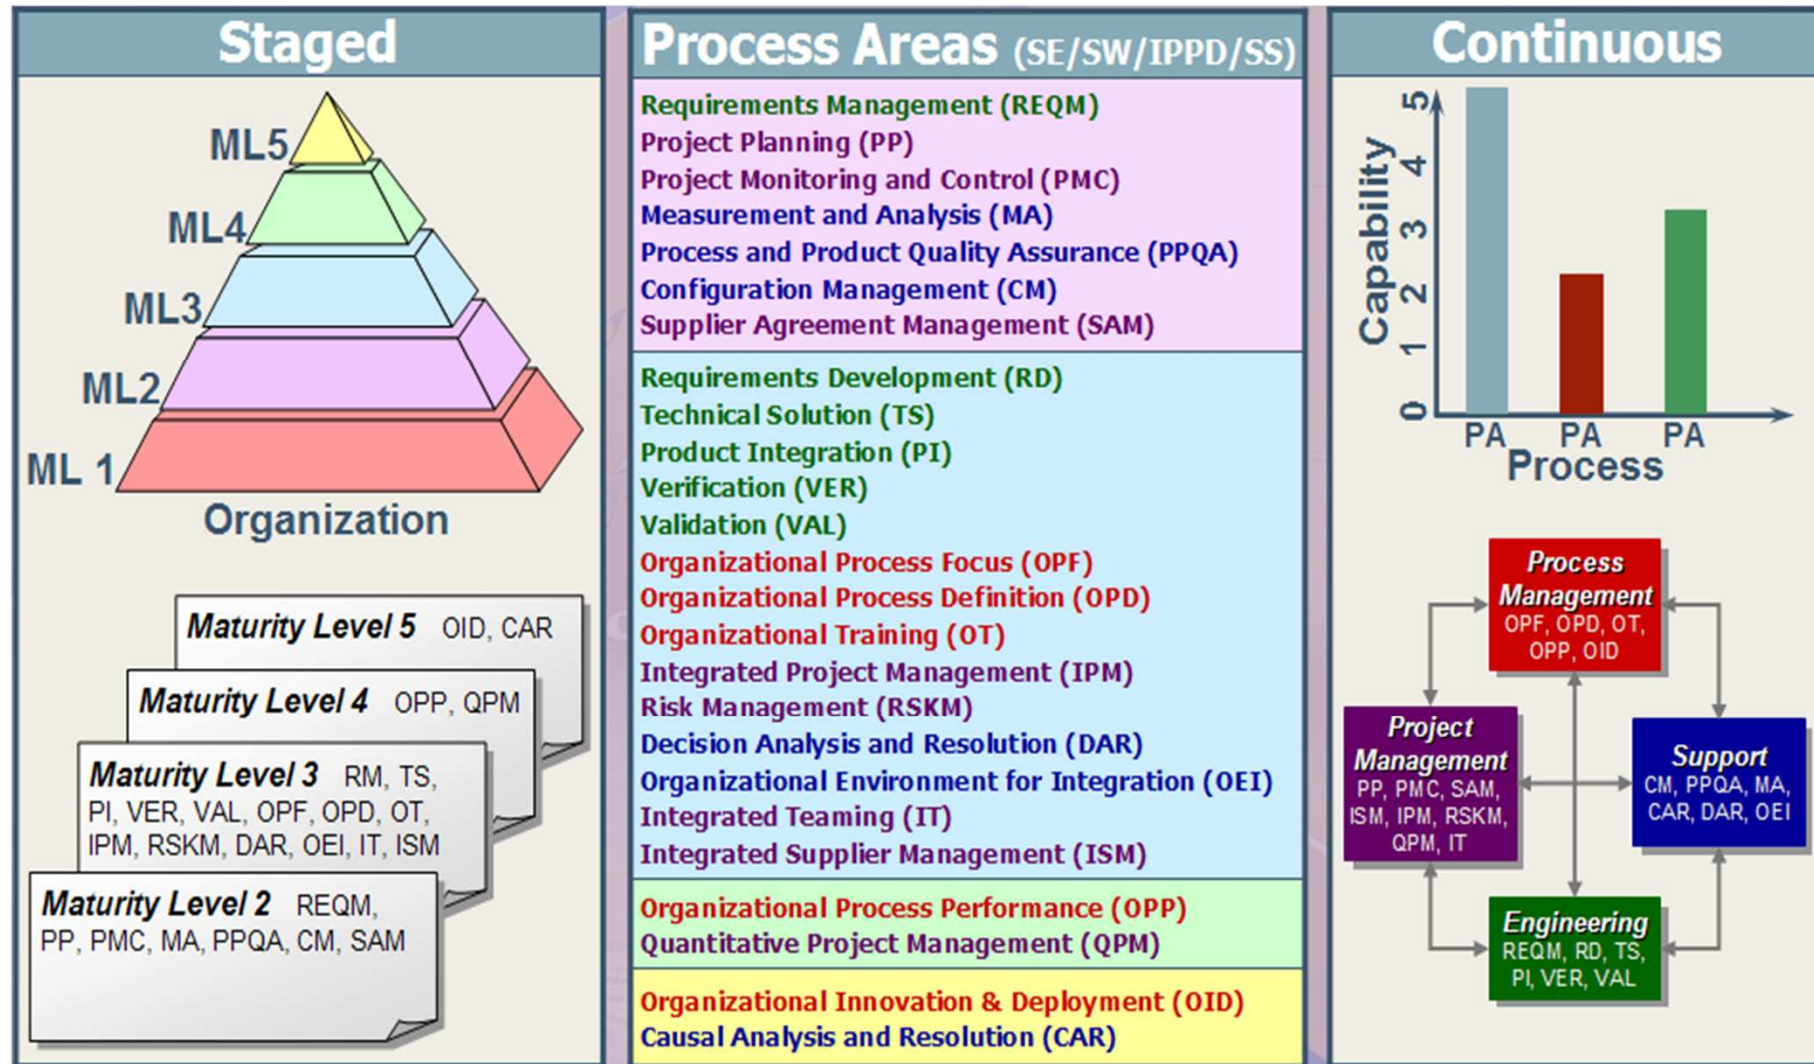 Staged
ML5
ML4
ML3
ML2
ML 1
Organization
Maturity Level 5 OID, CAR
Maturity Level 4 OPP, QPM
Maturity Level 3 RM, TS,
PI, VER, VAL, OPF, OPD, OT,
IPM, RSKM, DAR, OEI, IT, ISM
Maturity Level 2 REQM,
PP, PMC, MA, PPQA, CM, SAM
Process Areas (SE/SW/IPPD/SS)
Requirements Management (REQM)
Project Planning (PP)
Project Monitoring and Control (PMC)
Measurement and Analysis (MA)
Process and Product Quality Assurance (PPQA)
Configuration Management (CM)
Supplier Agreement Management (SAM)
Requirements Development (RD)
Technical Solution (TS)
Product Integration (PI)
Verification (VER)
Validation (VAL)
Organizational Process Focus (OPF)
Organizational Process Definition (OPD)
Organizational Training (OT)
Integrated Project Management (IPM)
Risk Management (RSKM)
Decision Analysis and Resolution (DAR)
Organizational Environment for Integration (OEI)
Integrated Teaming (IT)
Integrated Supplier Management (ISM)
Organizational Process Performance (OPP)
Quantitative Project Management (QPM)
Organizational Innovation & Deployment (OID)
Causal Analysis and Resolution (CAR)
Continuous
Capability
5
4
3
2
1
0
PA PA PA
Process
Process
Management
OPF, OPD, OT,
OPP, OID
Project
Management
PP, PMC, SAM,
ISM, IPM, RSKM,
QPM, IT
Support
CM, PPQA, MA,
CAR, DAR, OEI
Engineering
REQM, RD, TS,
PI, VER, VAL